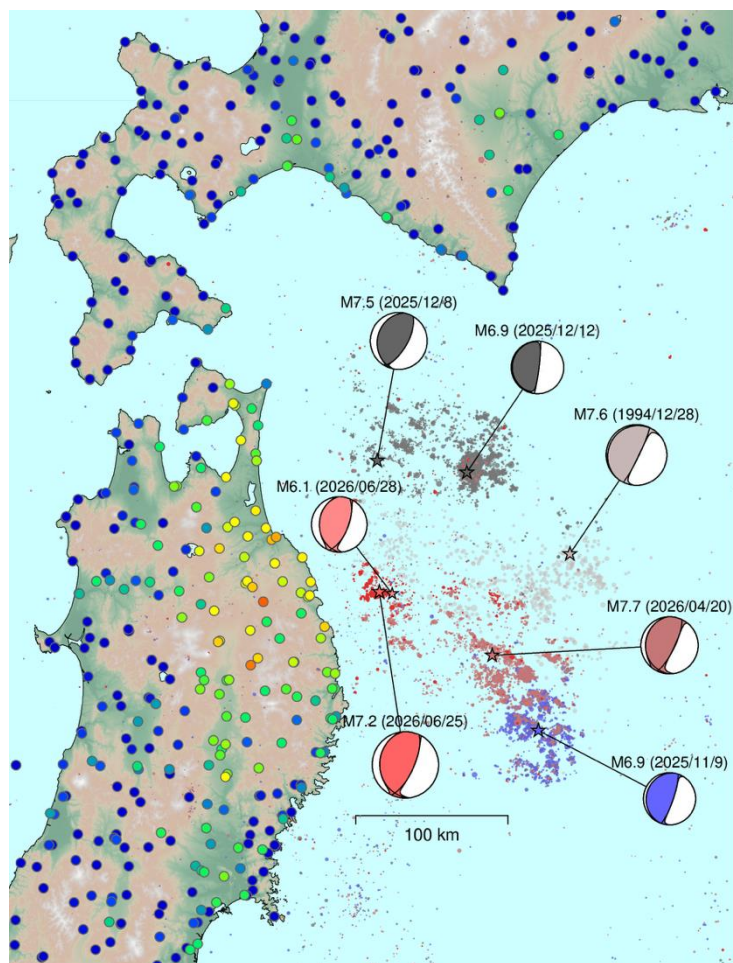 M7.5 (2025/12/8)
M6.9 (2025/12/12)
M7.6 (1994/12/28)
M6.1 (2026/06/28)
M7.7 (2026/04/20)
M7.2 (2026/06/25)
M6.9 (2025/11/9)
100 km